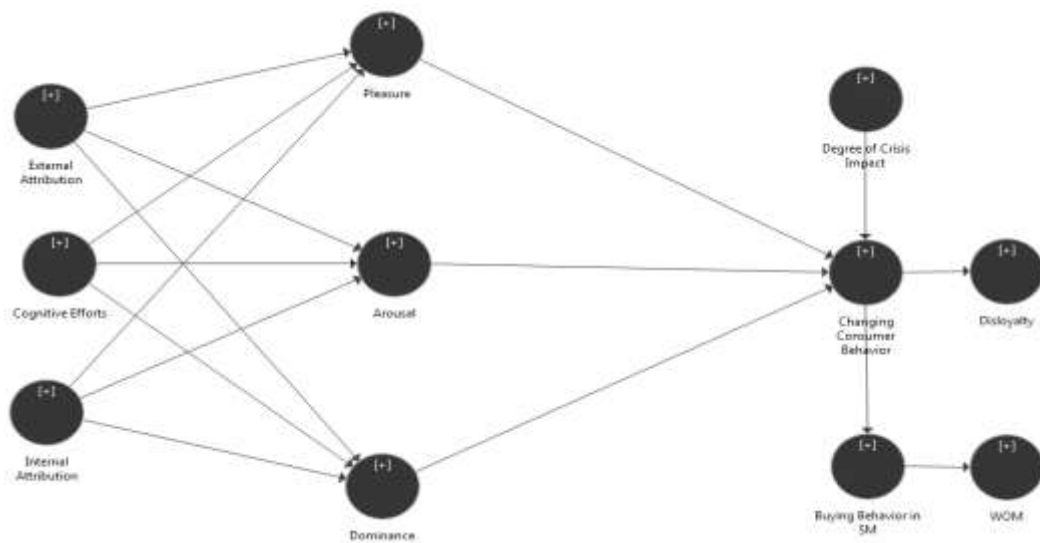 [+]
Pleasure
[+]
External
Attribution
[+]
Degree of Crisis
Impact
[+]
Cognitive Efforts
[+]
Arousal
[+]
Changing
Consumer
Behavior
[+]
Disloyalty
[+]
Internal
Attribution
[+]
Dominance
[+]
Buying Behavior in
SM
[+]
WOM